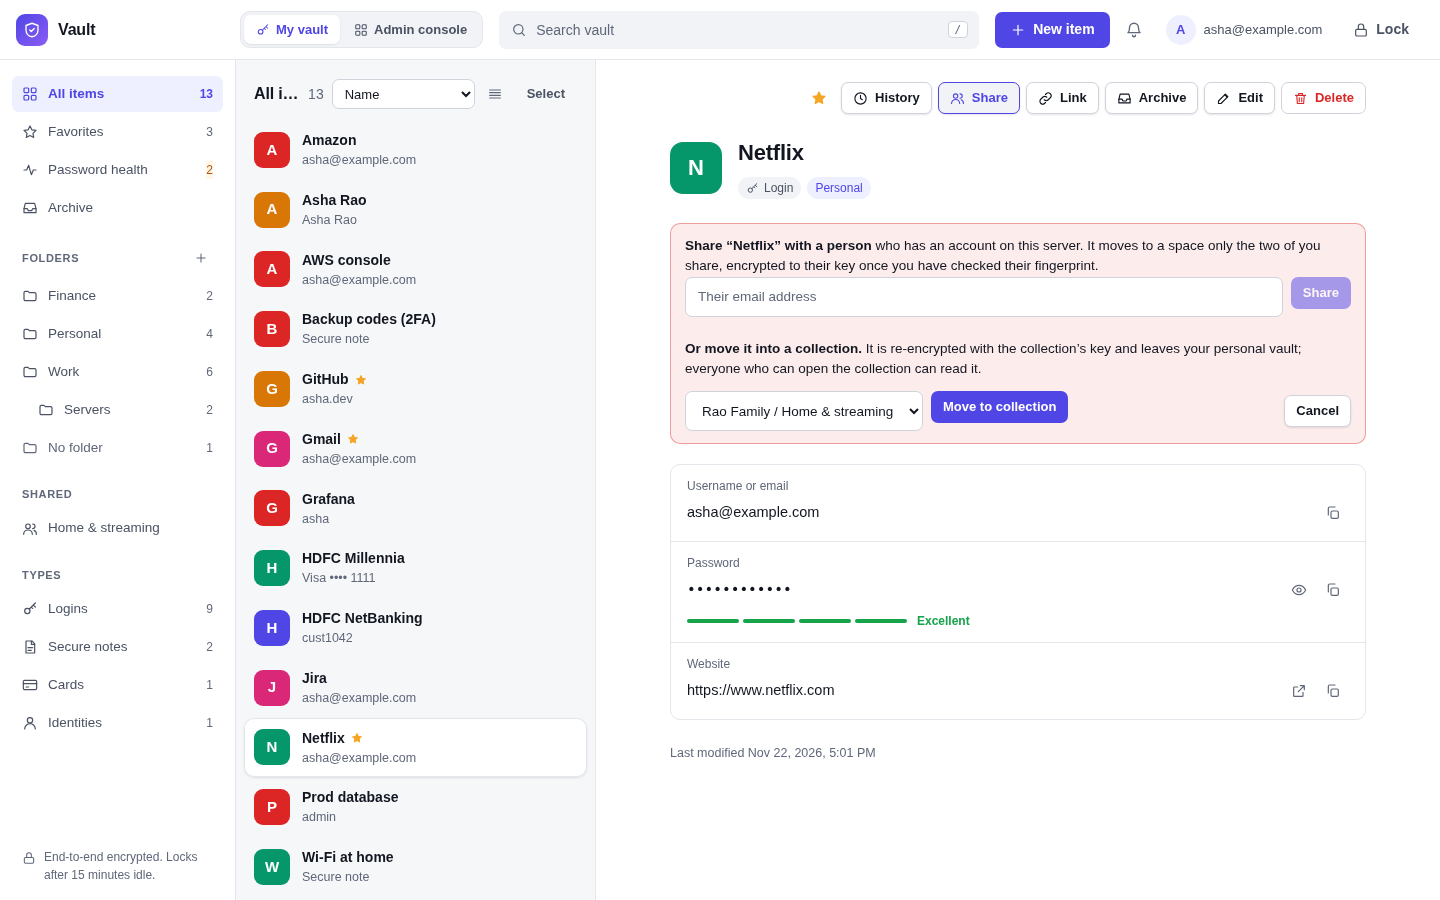 Vault
My vault
Admin console
Search vault
/
New item
A
asha@example.com
Lock
All items 13
Favorites 3
Password health 2
Archive
FOLDERS
Finance 2
Personal 4
Work 6
Servers 2
No folder 1
SHARED
Home & streaming
TYPES
Logins 9
Secure notes 2
Cards 1
Identities 1
End-to-end encrypted. Locks
after 15 minutes idle.
All i… 13 Name Select
A
Amazon
asha@example.com
A
Asha Rao
Asha Rao
A
AWS console
asha@example.com
B
Backup codes (2FA)
Secure note
G
GitHub
asha.dev
G
Gmail
asha@example.com
G
Grafana
asha
H
HDFC Millennia
Visa •••• 1111
H
HDFC NetBanking
cust1042
J
Jira
asha@example.com
N
Netflix
asha@example.com
P
Prod database
admin
W
Wi-Fi at home
Secure note
History
Share
Link
Archive
Edit
Delete
N
Netflix
Login Personal
Share “Netflix” with a person who has an account on this server. It moves to a space only the two of you
share, encrypted to their key once you have checked their fingerprint.
Their email address
Share
Or move it into a collection. It is re-encrypted with the collection’s key and leaves your personal vault;
everyone who can open the collection can read it.
Rao Family / Home & streaming
Move to collection
Cancel
Username or email
asha@example.com
Password
••••••••••••
Excellent
Website
https://www.netflix.com
Last modified Nov 22, 2026, 5:01 PM